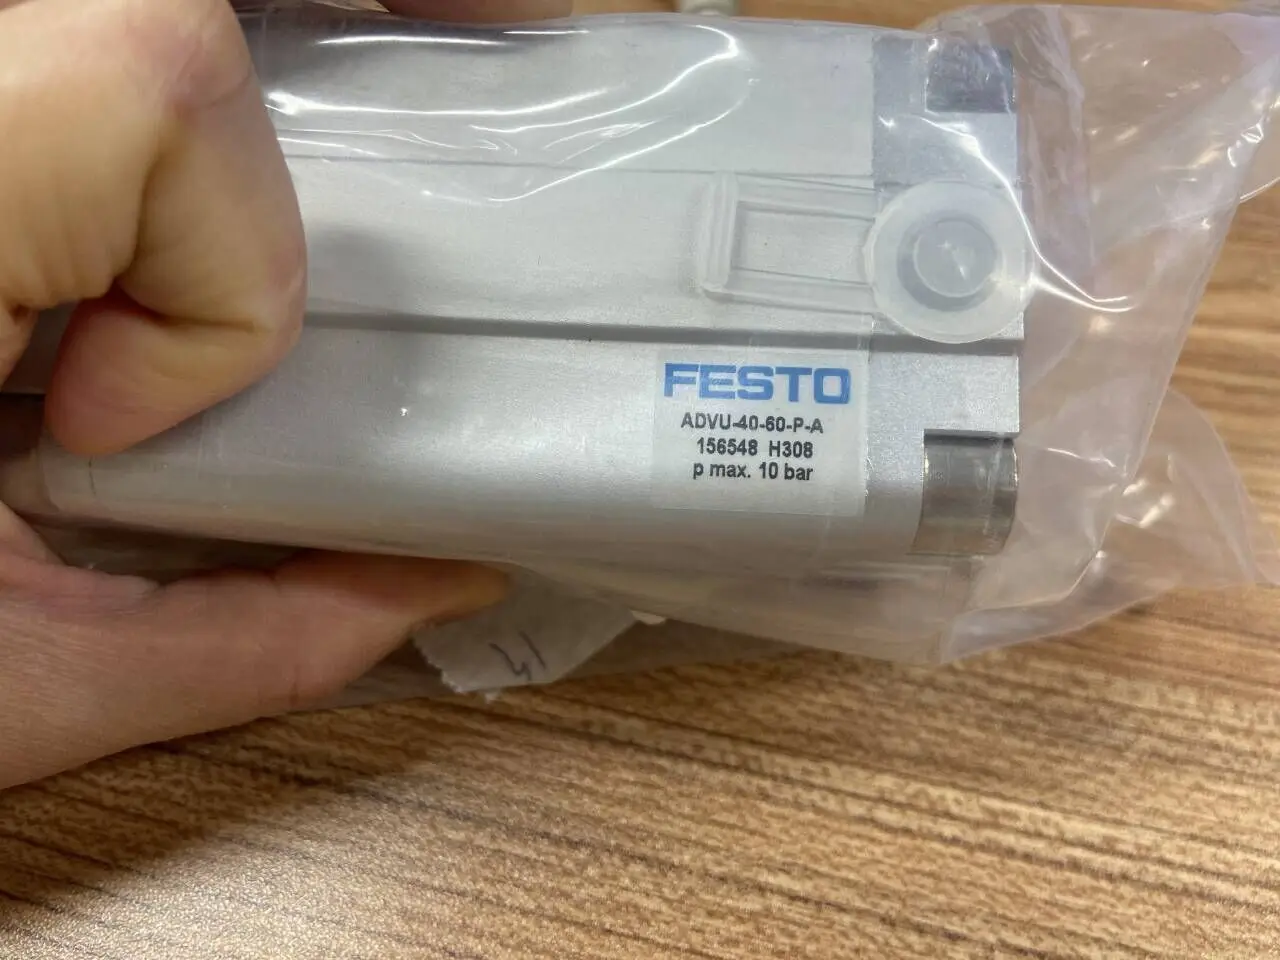 FESTO
ADVU-40-60-P-A
156548 H308
p max. 10 bar